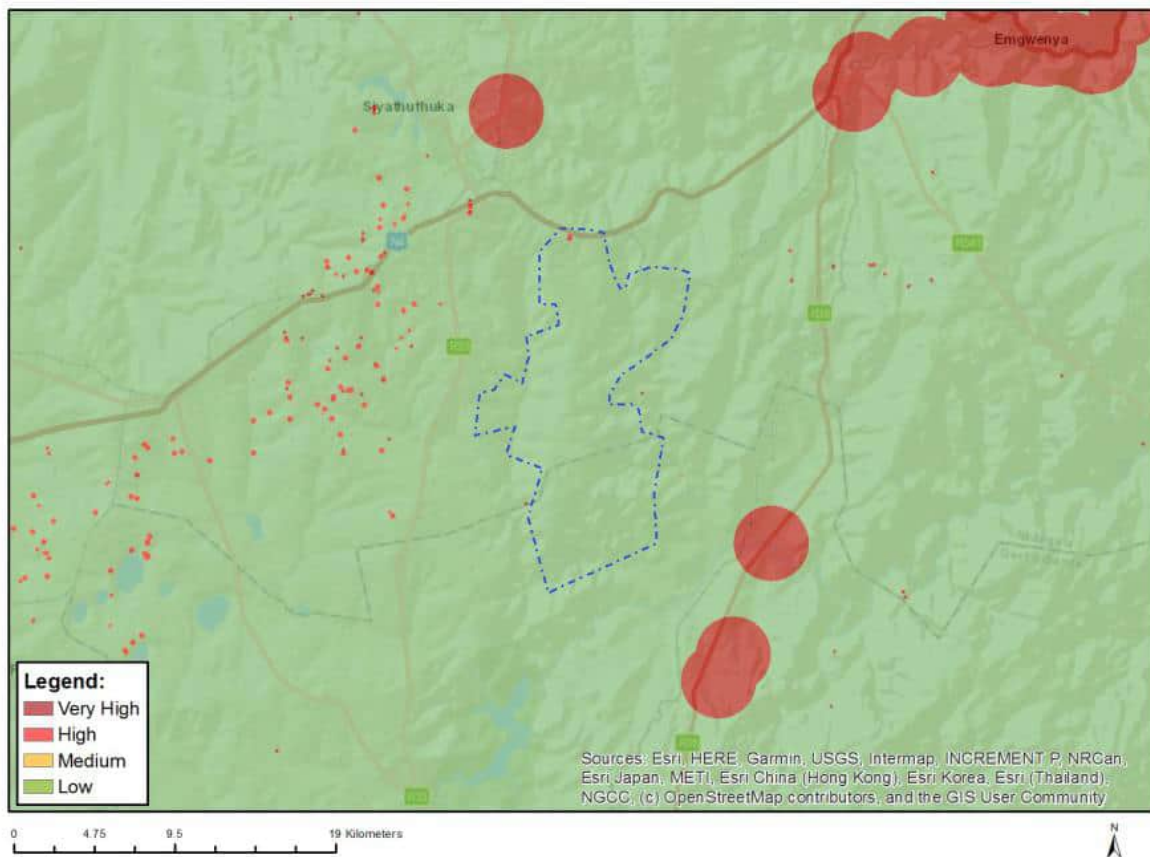 Emgwenya
Siyathuthuka
N4
R541
R33
R36
Legend:
Very High
High
Medium
Low
Sources: Esri, HERE, Garmin, USGS, Intermap, INCREMENT P, NRCan,
Esri Japan, METI, Esri China (Hong Kong), Esri Korea, Esri (Thailand),
NGCC, (c) OpenStreetMap contributors, and the GIS User Community
0 4.75 9.5 19 Kilometers
N